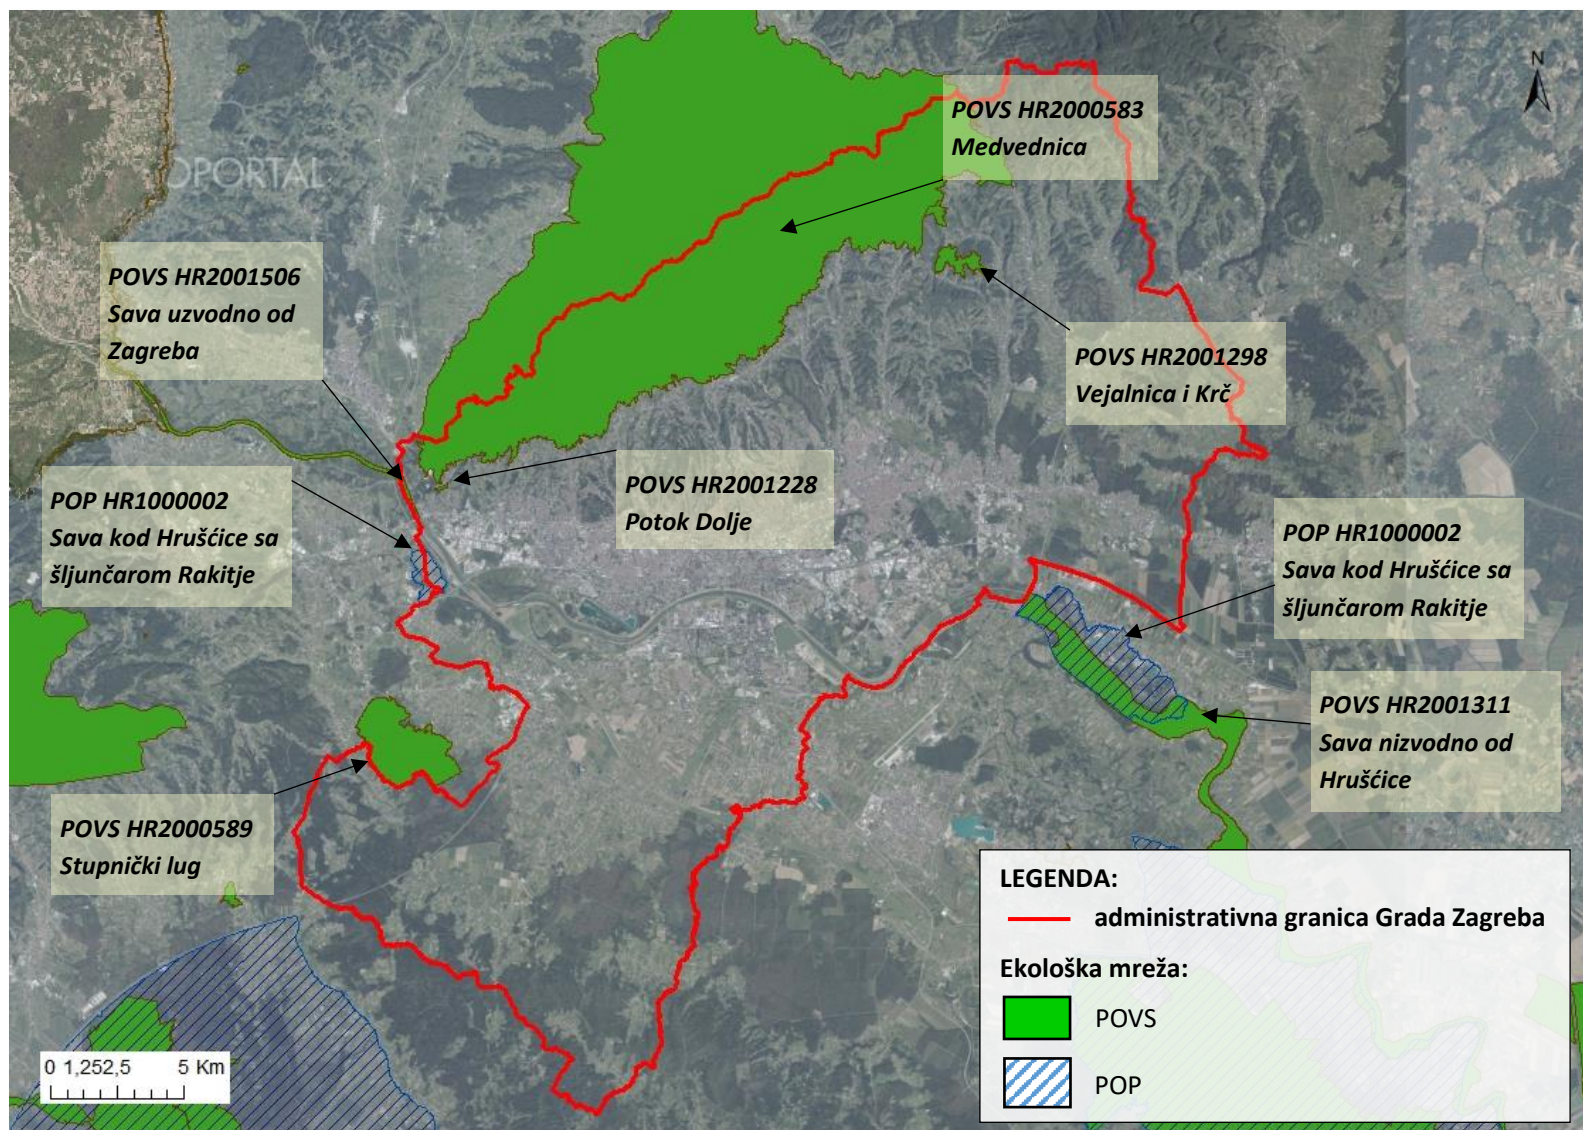 N
POVS HR2000583
Medvednica
OPORTAL
POVS HR2001506
Sava uzvodno od
Zagreba
POVS HR2001298
Vejalnica i Krč
POVS HR2001228
Potok Dolje
POP HR1000002
Sava kod Hrušćice sa
šljunčarom Rakitje
POP HR1000002
Sava kod Hrušćice sa
šljunčarom Rakitje
POVS HR2001311
Sava nizvodno od
Hrušćice
POVS HR2000589
Stupnički lug
LEGENDA:
administrativna granica Grada Zagreba
Ekološka mreža:
POVS
POP
0 1,252,5 5 Km